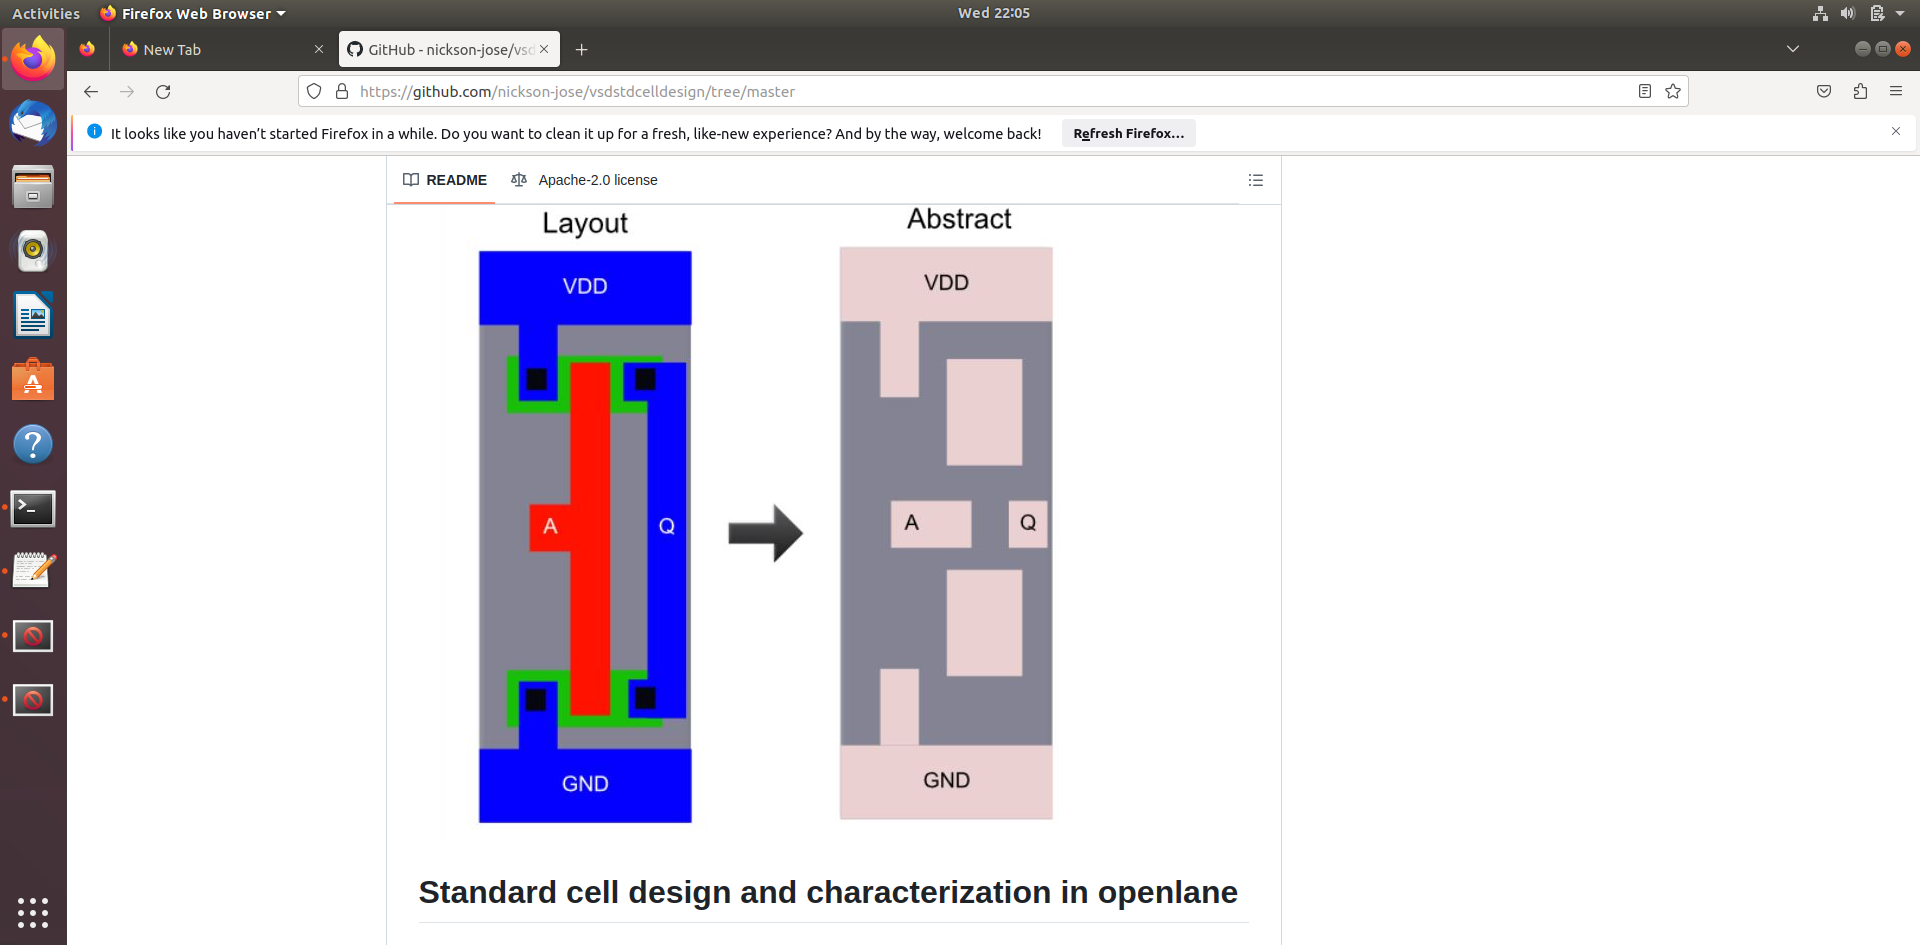 Activities
Firefox Web Browser
Wed 22:05
New Tab
GitHub - nickson-jose/vsd
https://github.com/nickson-jose/vsdstdcelldesign/tree/master
It looks like you haven't started Firefox in a while. Do you want to clean it up for a fresh, like-new experience? And by the way, welcome back!
Refresh Firefox...
README
Apache-2.0 license
Layout
Abstract
VDD
VDD
A
Q
A
Q
GND
GND
Standard cell design and characterization in openlane